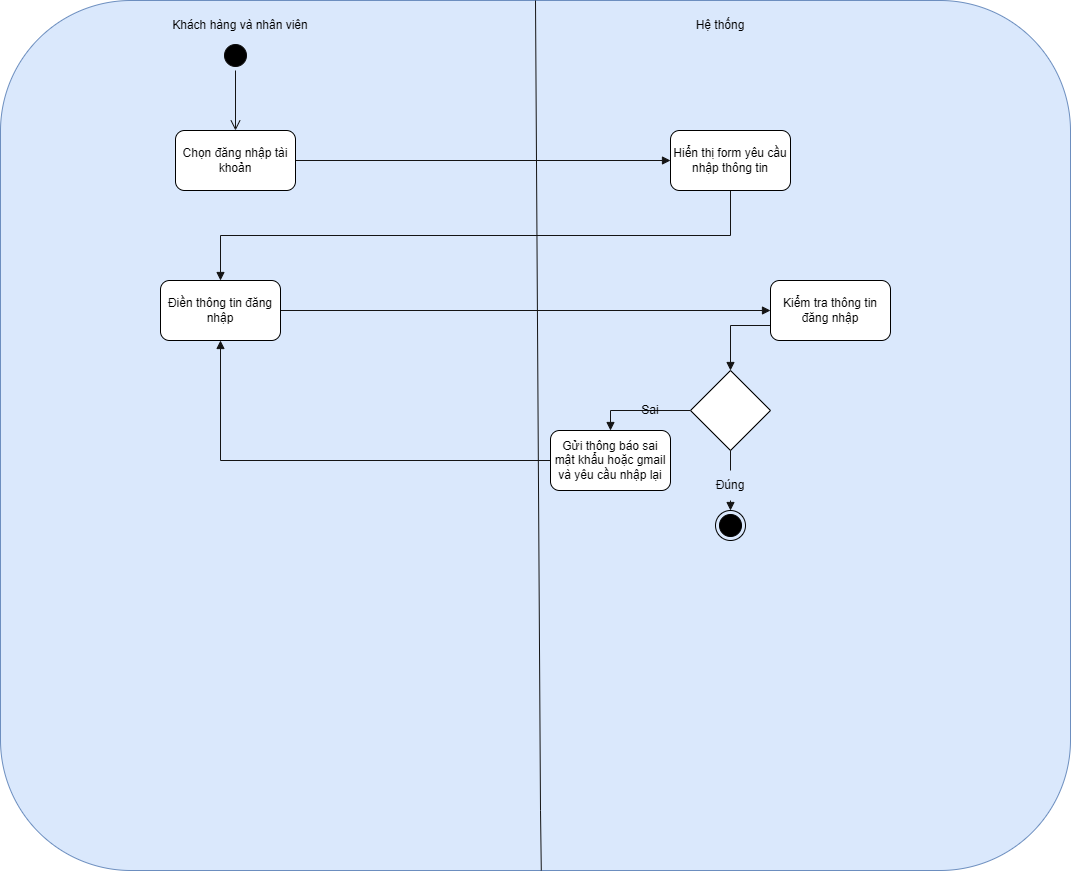 Khách hàng và nhân viên
Hệ thống
Chọn đăng nhập tài
khoản
Hiển thị form yêu cầu
nhập thông tin
Điền thông tin đăng
nhập
Kiểm tra thông tin
đăng nhập
Sai
Gửi thông báo sai
mật khẩu hoặc gmail
và yêu cầu nhập lại
Đúng